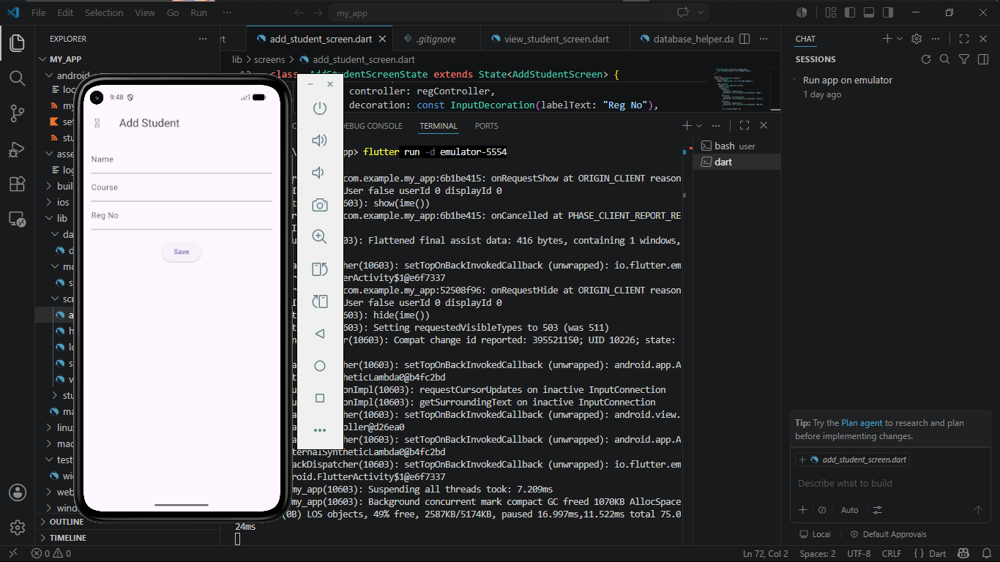 File Edit Selection View Go Run ···
my_app
EXPLORER
MY_APP
android
asse
buil
ios
lib
da
mo
scr
stu
ma
linux
mac
test
web
wind
OUTLINE
TIMELINE
add_student_screen.dart
.gitignore
view_student_screen.dart
database_helper.da
lib > screens > add_student_screen.dart
class _AddStudentScreenState extends State<AddStudentScreen> {
controller: regController,
decoration: const InputDecoration(labelText: "Reg No"),
DEBUG CONSOLE TERMINAL PORTS
flutter run -d emulator-5554
com.example.my_app:6b1be415: onRequestShow at ORIGIN_CLIENT reason
User false userId 0 displayId 0
603): show(ime())
com.example.my_app:6b1be415: onCancelled at PHASE_CLIENT_REPORT_RE
03): Flattened final assist data: 416 bytes, containing 1 windows,
her(10603): setTopOnBackInvokedCallback (unwrapped): io.flutter.em
erActivity$1@e6f7337
com.example.my_app:52508f96: onRequestHide at ORIGIN_CLIENT reason
User false userId 0 displayId 0
603): hide(ime())
603): Setting requestedVisibleTypes to 503 (was 511)
r(10603): Compat change id reported: 395521150; UID 10226; state:
her(10603): setTopOnBackInvokedCallback (unwrapped): android.app.A
heticLambda0@b4fc2bd
onImpl(10603): requestCursorUpdates on inactive InputConnection
onImpl(10603): getSurroundingText on inactive InputConnection
her(10603): setTopOnBackInvokedCallback (unwrapped): android.view.
oller@d26ea0
her(10603): setTopOnBackInvokedCallback (unwrapped): android.app.A
ternalSyntheticLambda0@b4fc2bd
ackDispatcher(10603): setTopOnBackInvokedCallback (unwrapped): io.flutter.em
roid.FlutterActivity$1@e6f7337
my_app(10603): Suspending all threads took: 7.209ms
my_app(10603): Background concurrent mark compact GC freed 1070KB AllocSpace
(0B) LOS objects, 49% free, 2587KB/5174KB, paused 16.997ms,11.522ms total 75.0
24ms
bash user
dart
9:48
Add Student
Name
Course
Reg No
Save
CHAT
SESSIONS
Run app on emulator
1 day ago
Tip: Try the Plan agent to research and plan
before implementing changes.
add_student_screen.dart
Describe what to build
Auto
Local
Default Approvals
0 0
Ln 72, Col 2
Spaces: 2
UTF-8
CRLF
{ } Dart